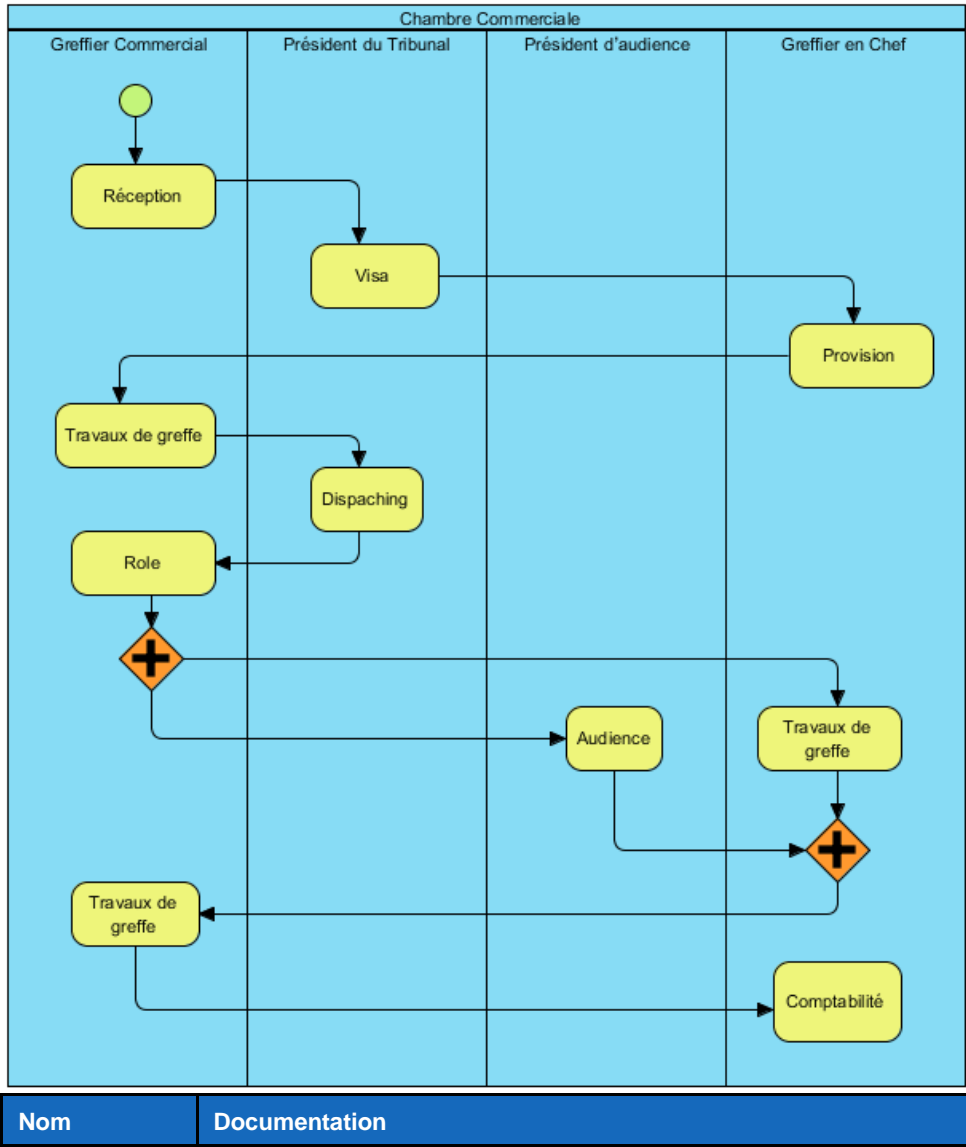 Chambre Commerciale
Greffier Commercial
Président du Tribunal
Président d'audience
Greffier en Chef
Réception
Visa
Provision
Travaux de greffe
Dispaching
Role
Audience
Travaux de
greffe
Travaux de
greffe
Comptabilité
Nom
Documentation